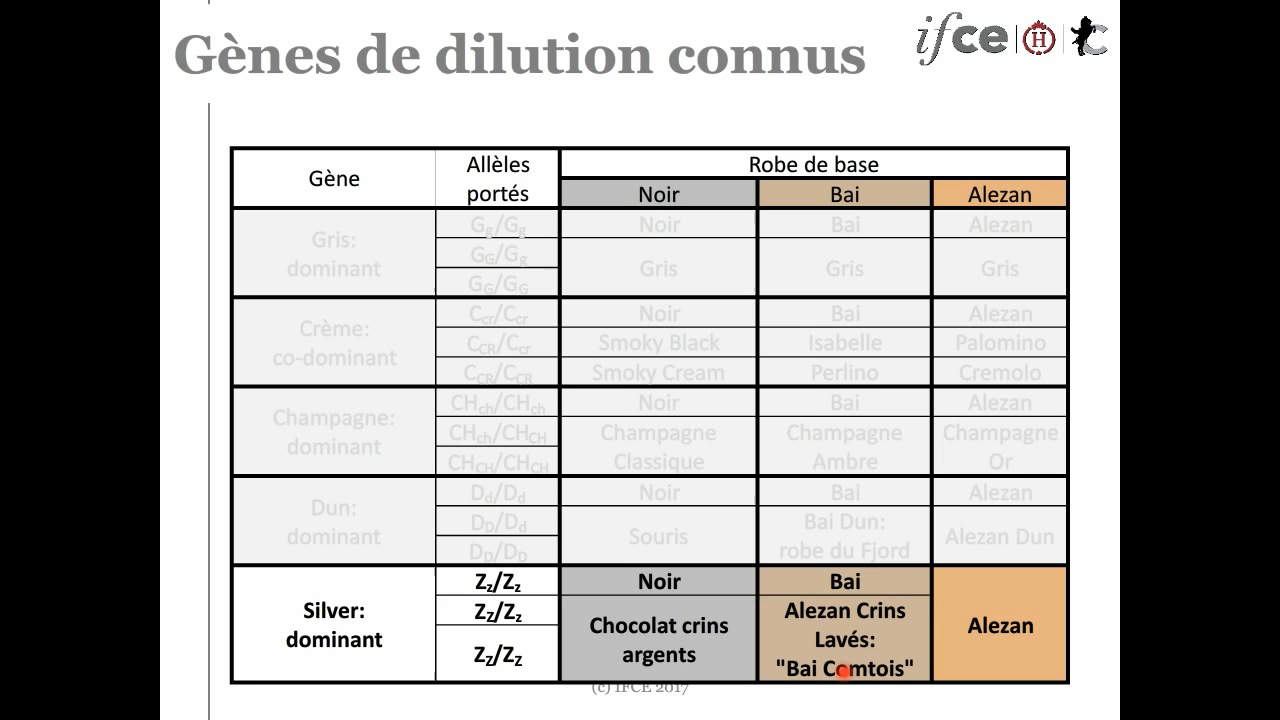 Gènes de dilution connus
ifce H C
Gène
Allèles
portés
Robe de base
Noir Bai Alezan
Gris:
dominant
Gg/Gg Noir Bai Alezan
GG/Gg
GG/GG
Gris Gris Gris
Crème:
co-dominant
Ccr/Ccr Noir Bai Alezan
CCR/Ccr Smoky Black Isabelle Palomino
CCR/CCR Smoky Cream Perlino Cremolo
Champagne:
dominant
CHch/CHch Noir Bai Alezan
CHch/CHCH Champagne Champagne Champagne
CHCH/CHCH Classique Ambre Or
Dun:
dominant
Dd/Dd Noir Bai Alezan
DD/Dd
DD/DD
Souris
Bai Dun:
robe du Fjord
Alezan Dun
Silver:
dominant
Zz/Zz Noir Bai
ZZ/Zz
ZZ/ZZ
Chocolat crins
argents
Alezan Crins
Lavés:
"Bai Comtois"
Alezan
(c) IFCE 2017